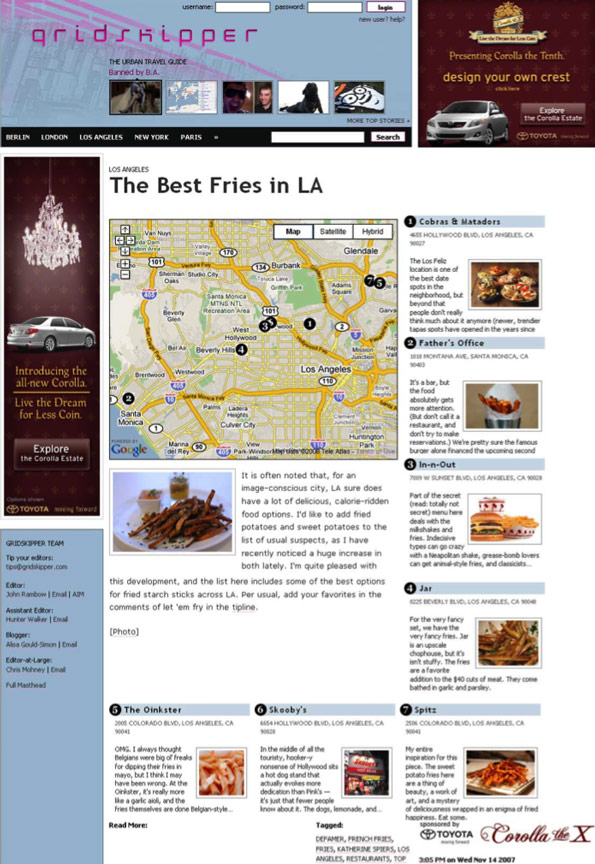 username:
password:
login
new user? help?
gridskipper
THE URBAN TRAVEL GUIDE
Banned by B.A.
MORE TOP STORIES »
BERLIN LONDON LOS ANGELES NEW YORK PARIS » Search
Live the Dream for Less Coin.
Presenting Corolla the Tenth.
design your own crest
click here
Explore
the Corolla Estate
TOYOTA moving forward
Introducing the
all-new Corolla.
Live the Dream
for Less Coin.
Explore
the Corolla Estate
Options shown
TOYOTA moving forward
GRIDSKIPPER TEAM
Tip your editors:
tips@gridskipper.com
Editor:
John Rambow | Email | AIM
Assistant Editor:
Hunter Walker | Email
Blogger:
Alisa Gould-Simon | Email
Editor-at-Large:
Chris Mohney | Email
Full Masthead
LOS ANGELES
The Best Fries in LA
Map Satellite Hybrid
Van Nuys
Valley Village
Burbank
Glendale
Sherman Oaks
Studio City
Toluca Lake
Griffith Park
Adams Square
Santa Monica
MTNS NTL
Recreation Area
Beverly Glen
West Hollywood
Bel Air
Beverly Hills
Mission Junction
Brentwood
Westwood
Los Angeles
Santa Monica
Palms
Ladera Heights
Culver City
Vernon
Huntington Park
Marina del Rey
View Park-Windsor
POWERED BY
Google
Tele Atlas
It is often noted that, for an
image-conscious city, LA sure does
have a lot of delicious, calorie-ridden
food options. I'd like to add fried
potatoes and sweet potatoes to the
list of usual suspects, as I have
recently noticed a huge increase in
both lately. I'm quite pleased with
this development, and the list here includes some of the best options
for fried starch sticks across LA. Per usual, add your favorites in the
comments of let 'em fry in the tipline.
[Photo]
1 Cobras & Matadors
4655 HOLLYWOOD BLVD, LOS ANGELES, CA
90027
The Los Feliz
location is one of
the best date
spots in the
neighborhood, but
beyond that
people don't really
think much about it anymore (newer, trendier
tapas spots have opened in the years since
2 Father's Office
1018 MONTANA AVE, SANTA MONICA, CA
90403
It's a bar, but
the food
absolutely gets
more attention.
(But don't call it a
restaurant, and
don't try to make
reservations.) We're pretty sure the famous
burger alone financed the upcoming second
3 In-n-Out
7009 W SUNSET BLVD, LOS ANGELES, CA 90028
Part of the secret
(read: totally not
secret) menu here
deals with the
milkshakes and
fries. Indecisive
types can go crazy
with a Neapolitan shake, grease-bomb lovers
can get animal-style fries, and classicists...
4 Jar
8225 BEVERLY BLVD, LOS ANGELES, CA 90048
For the very fancy
set, we have the
very fancy fries. Jar
is an upscale
chophouse, but it
isn't stuffy. The fries
are a favorite
addition to the $40 cuts of meat. They come
bathed in garlic and parsley.
5 The Oinkster
2005 COLORADO BLVD, LOS ANGELES, CA
90041
OMG. I always thought
Belgians were big of freaks
for dipping their fries in
mayo, but I think I may
have been wrong. At the
Oinkster, it's really more
like a garlic aioli, and the
fries themselves are done Belgian-style...
6 Skooby's
6654 HOLLYWOOD BLVD, LOS ANGELES, CA
90028
In the middle of all the
touristy, hooker-y
nonsense of Hollywood sits
a hot dog stand that
actually evokes more
dedication than Pink's —
it's just that fewer people
know about it. The dogs, lemonade, and...
7 Spitz
2506 COLORADO BLVD, LOS ANGELES, CA
90041
My entire
inspiration for this
piece. The sweet
potato fries here
are a thing of
beauty, a work of
art, and a mystery
of deliciousness wrapped in an enigma of fried
happiness. Eat some.
Read More:
Tagged:
DEFAMER, FRENCH FRIES,
FRIES, KATHERINE SPIERS, LOS
ANGELES, RESTAURANTS, TOP
sponsored by
TOYOTA
moving forward
Corolla the X
3:05 PM on Wed Nov 14 2007